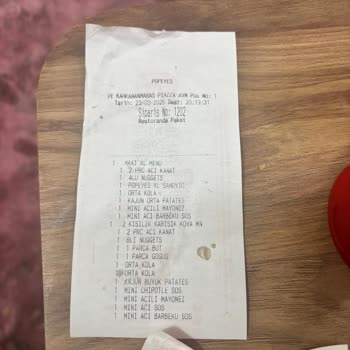 POPEYES
PE KAHRAMANMARAS PIAZZA AVM Pos No: 1
Tarih: 23-03-2026 Saat: 20:19:31
Siparis No: 1202
Restoranda Paket
1 MAXI XL MENU
1 2 PRC ACI KANAT
1 4LU NUGGETS
1 POPEYES XL SANDVIC
1 ORTA KOLA
1 KAJUN ORTA PATATES
1 MINI ACILI MAYONEZ
1 MINI ACI BARBEKU SOS
1 2 KISILIK KARISIK KOVA M4
1 2 PRC ACI KANAT
1 6LI NUGGETS
1 1 PARCA BUT
1 1 PARCA GOGUS
1 ORTA KOLA
ORTA KOLA
1 KAJUN BUYUK PATATES
1 MINI CHIPOTLE SOS
1 MINI ACILI MAYONEZ
1 MINI ACI SOS
1 MINI ACI BARBEKU SOS